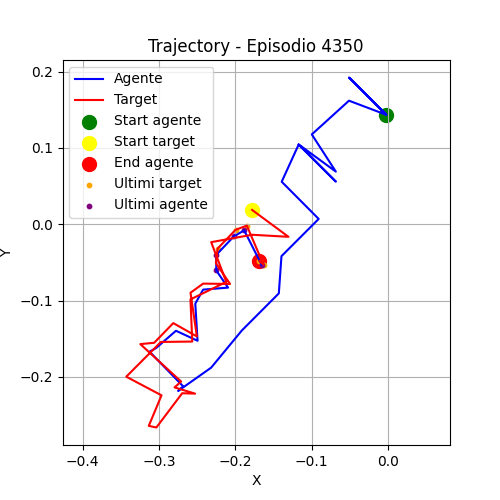 Trajectory - Episodio 4350
Agente
Target
Start agente
Start target
End agente
Ultimi target
Ultimi agente
0.2
0.1
0.0
−0.1
−0.2
Y
−0.4
−0.3
−0.2
−0.1
0.0
X